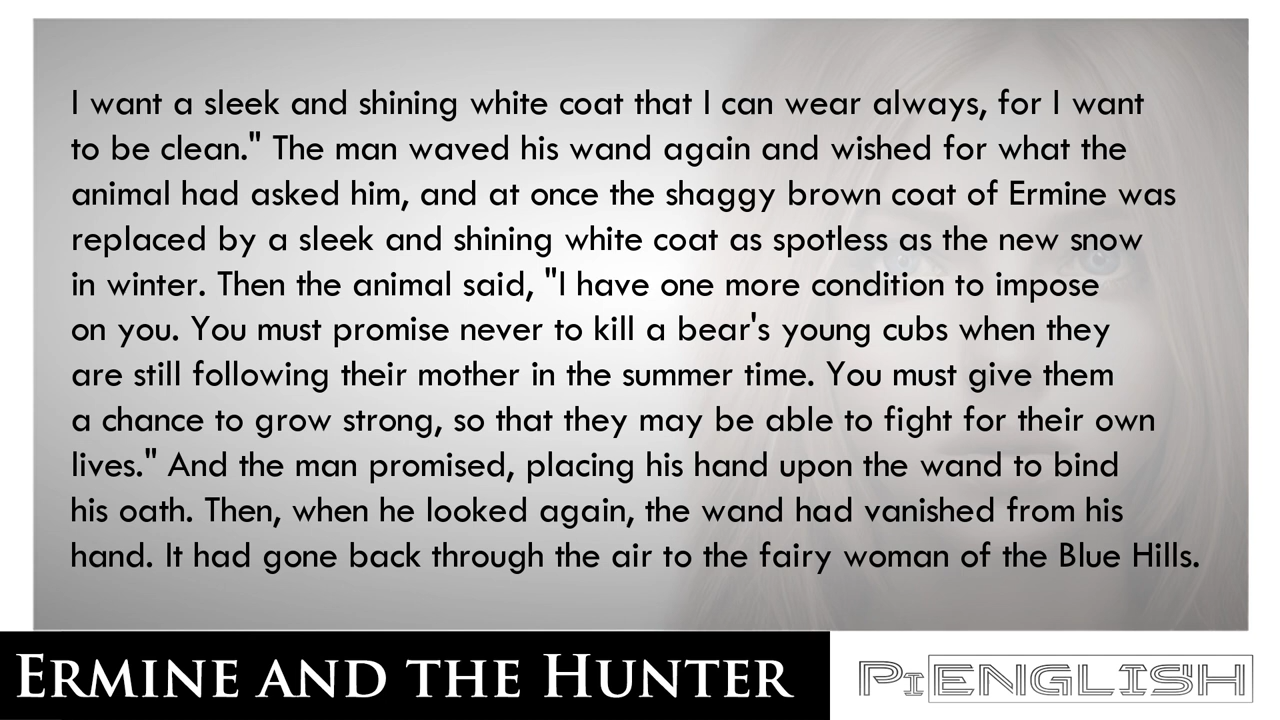 I want a sleek and shining white coat that I can wear always, for I want
to be clean." The man waved his wand again and wished for what the
animal had asked him, and at once the shaggy brown coat of Ermine was
replaced by a sleek and shining white coat as spotless as the new snow
in winter. Then the animal said, "I have one more condition to impose
on you. You must promise never to kill a bear's young cubs when they
are still following their mother in the summer time. You must give them
a chance to grow strong, so that they may be able to fight for their own
lives." And the man promised, placing his hand upon the wand to bind
his oath. Then, when he looked again, the wand had vanished from his
hand. It had gone back through the air to the fairy woman of the Blue Hills.
ERMINE AND THE HUNTER
PIENGLISH